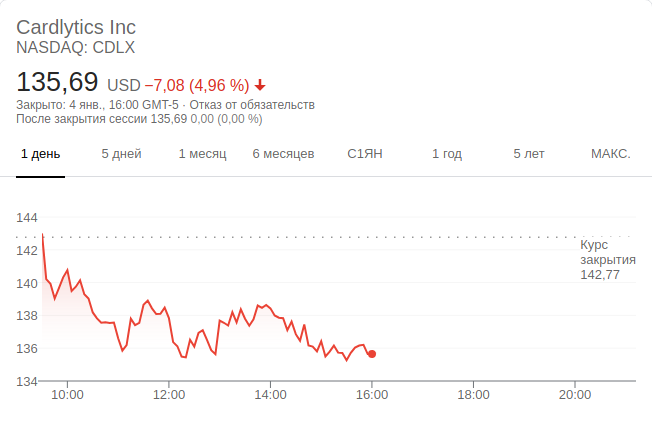 Cardlytics Inc
NASDAQ: CDLX
135,69 USD −7,08 (4,96 %)
Закрыто: 4 янв., 16:00 GMT-5 · Отказ от обязательств
После закрытия сессии 135,69 0,00 (0,00 %)
1 день 5 дней 1 месяц 6 месяцев С1ЯН 1 год 5 лет МАКС.
144
142
140
138
136
134
Курс
закрытия
142,77
10:00 12:00 14:00 16:00 18:00 20:00